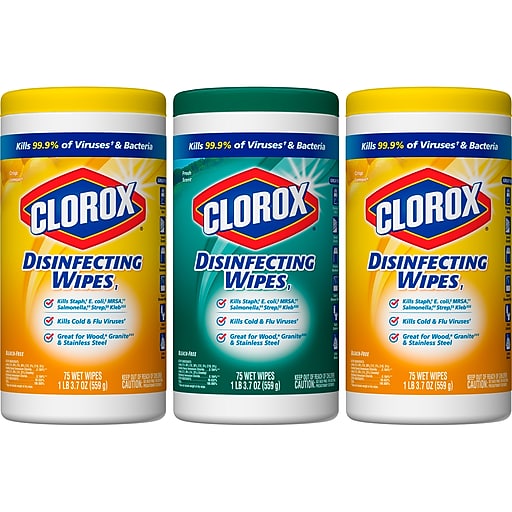 Kills 99.9% of Viruses† & Bacteria
Crisp
Lemon
CLOROX®
DISINFECTING
WIPES
Kills Staph, E. coli, MRSA,
Salmonella, Strep, Kleb
Kills Cold & Flu Viruses
Great for Wood, Granite
& Stainless Steel
BLEACH-FREE
75 WET WIPES
1 LB 3.7 OZ (559 g)
KEEP OUT OF REACH OF CHILDREN
CAUTION:
Kills 99.9% of Viruses† & Bacteria
Fresh
Scent
CLOROX®
DISINFECTING
WIPES
Kills Staph, E. coli, MRSA,
Salmonella, Strep, Kleb
Kills Cold & Flu Viruses
Great for Wood, Granite
& Stainless Steel
BLEACH-FREE
75 WET WIPES
1 LB 3.7 OZ (559 g)
KEEP OUT OF REACH OF CHILDREN
CAUTION:
Kills 99.9% of Viruses† & Bacteria
Crisp
Lemon
CLOROX®
DISINFECTING
WIPES
Kills Staph, E. coli, MRSA,
Salmonella, Strep, Kleb
Kills Cold & Flu Viruses
Great for Wood, Granite
& Stainless Steel
BLEACH-FREE
75 WET WIPES
1 LB 3.7 OZ (559 g)
KEEP OUT OF REACH OF CHILDREN
CAUTION: